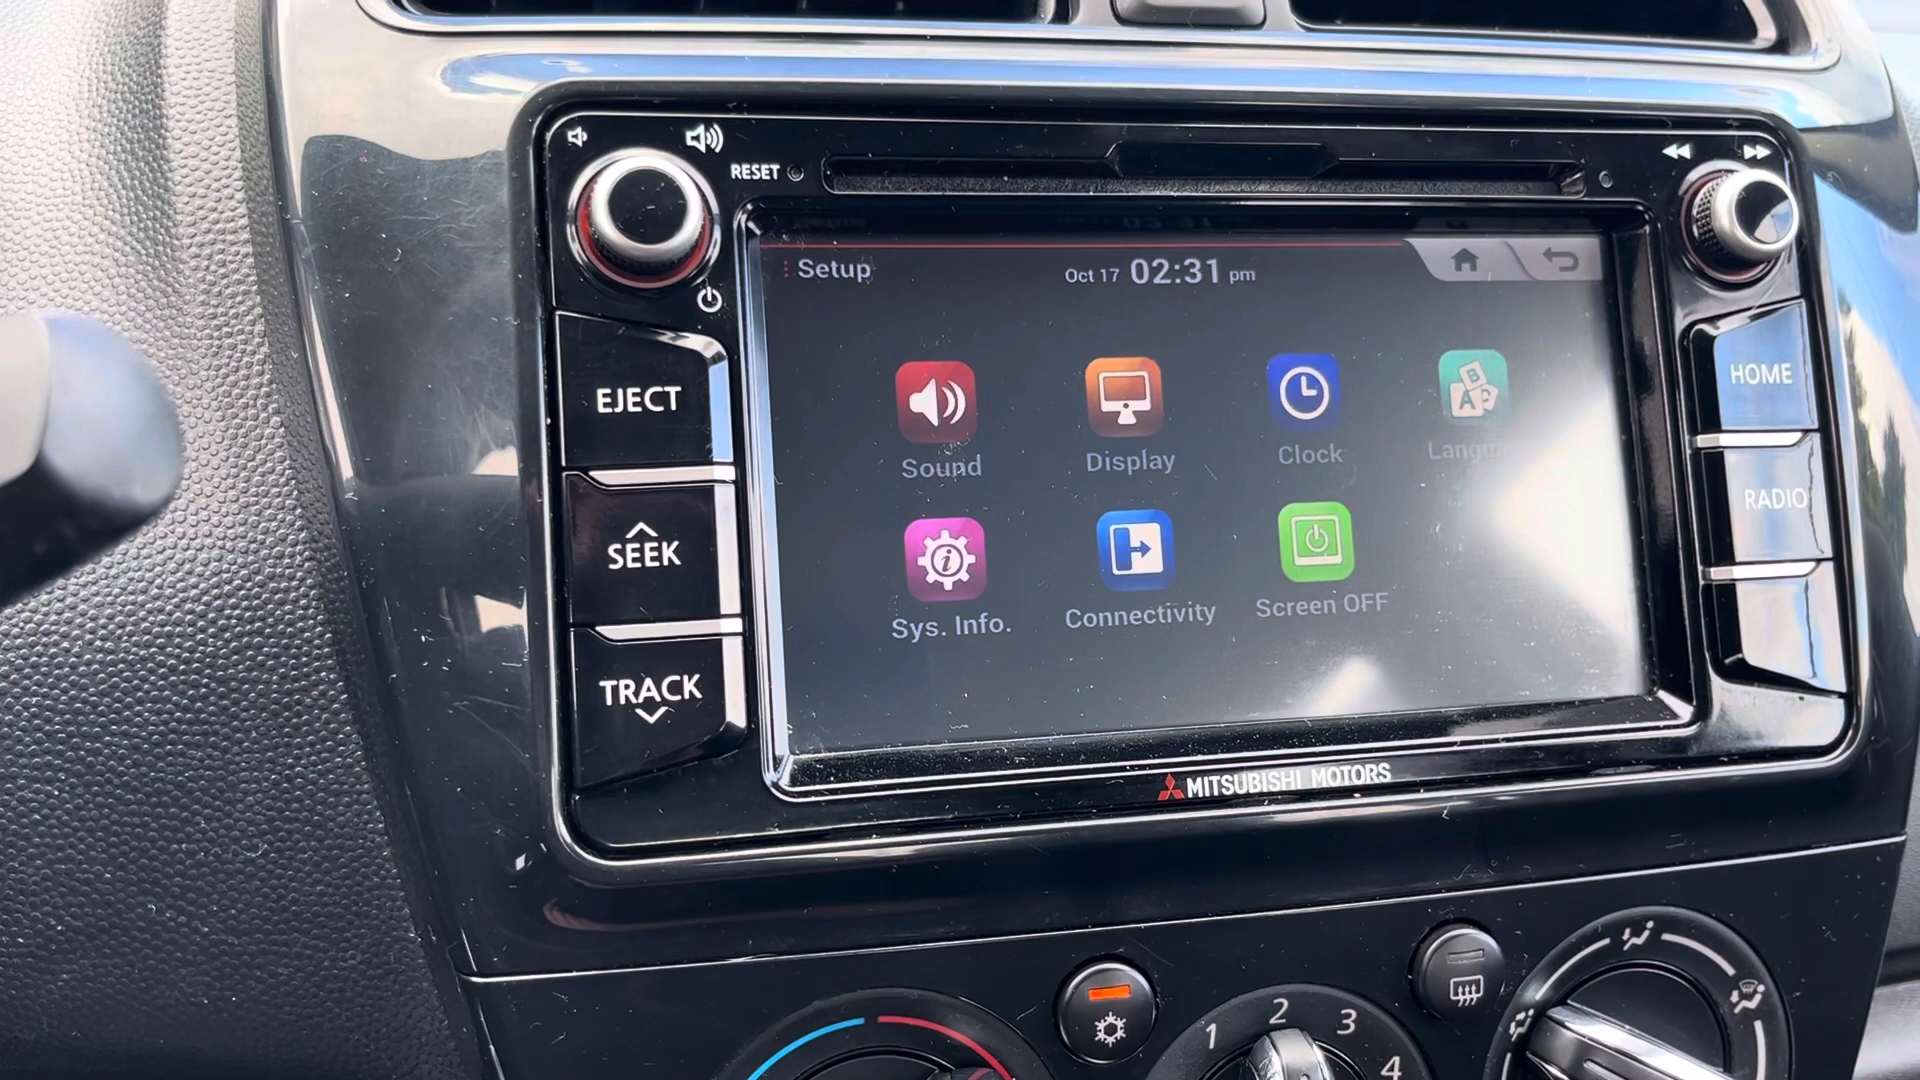 RESET
Setup
Oct 17 02:31 pm
EJECT
SEEK
TRACK
HOME
RADIO
Sound
Display
Clock
Sys. Info.
Connectivity
Screen OFF
MITSUBISHI MOTORS
1 2 3 4